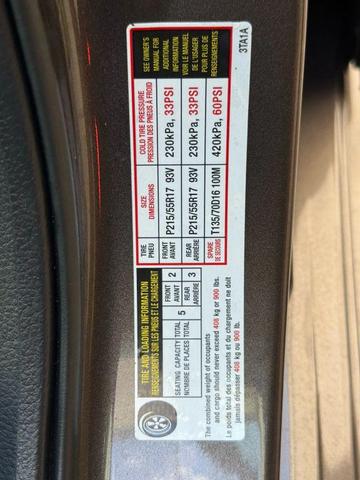 TIRE AND LOADING INFORMATION
RENSEIGNEMENTS SUR LES PNEUS ET LE CHARGEMENT
SEATING CAPACITY TOTAL 5 FRONT 2 REAR 3
NOMBRE DE PLACES TOTAL AVANT ARRIÈRE
The combined weight of occupants
and cargo should never exceed 408 kg or 900 lbs.
Le poids total des occupants et du chargement ne doit
jamais dépasser 408 kg or 900 lb.
TIRE SIZE COLD TIRE PRESSURE
PNEU DIMENSIONS PRESSION DES PNEUS À FROID
FRONT P215/55R17 93V 230kPa, 33PSI
AVANT
REAR P215/55R17 93V 230kPa, 33PSI
ARRIÈRE
SPARE T135/70D16 100M 420kPa, 60PSI
DE SECOURS
SEE OWNER'S
MANUAL FOR
ADDITIONAL
INFORMATION
VOIR LE MANUEL
DE L'USAGER
POUR PLUS DE
RENSEIGNEMENTS
3TA1A